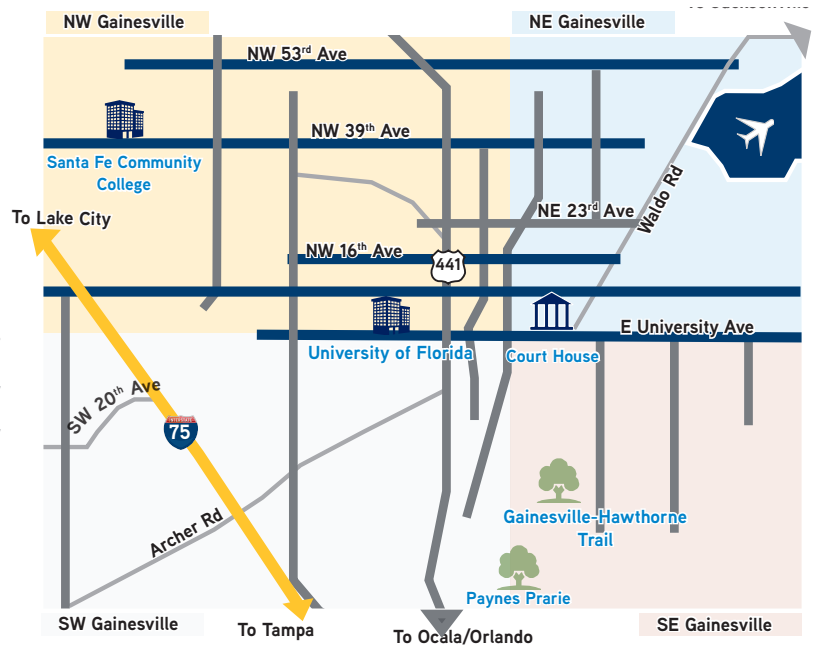 NW Gainesville
NE Gainesville
NW 53rd Ave
NW 39th Ave
Santa Fe Community
College
Waldo Rd
To Lake City
NE 23rd Ave
NW 16th Ave
441
E University Ave
University of Florida
Court House
SW 20th Ave
INTERSTATE
75
Archer Rd
Gainesville-Hawthorne
Trail
Paynes Prarie
SW Gainesville
To Tampa
To Ocala/Orlando
SE Gainesville